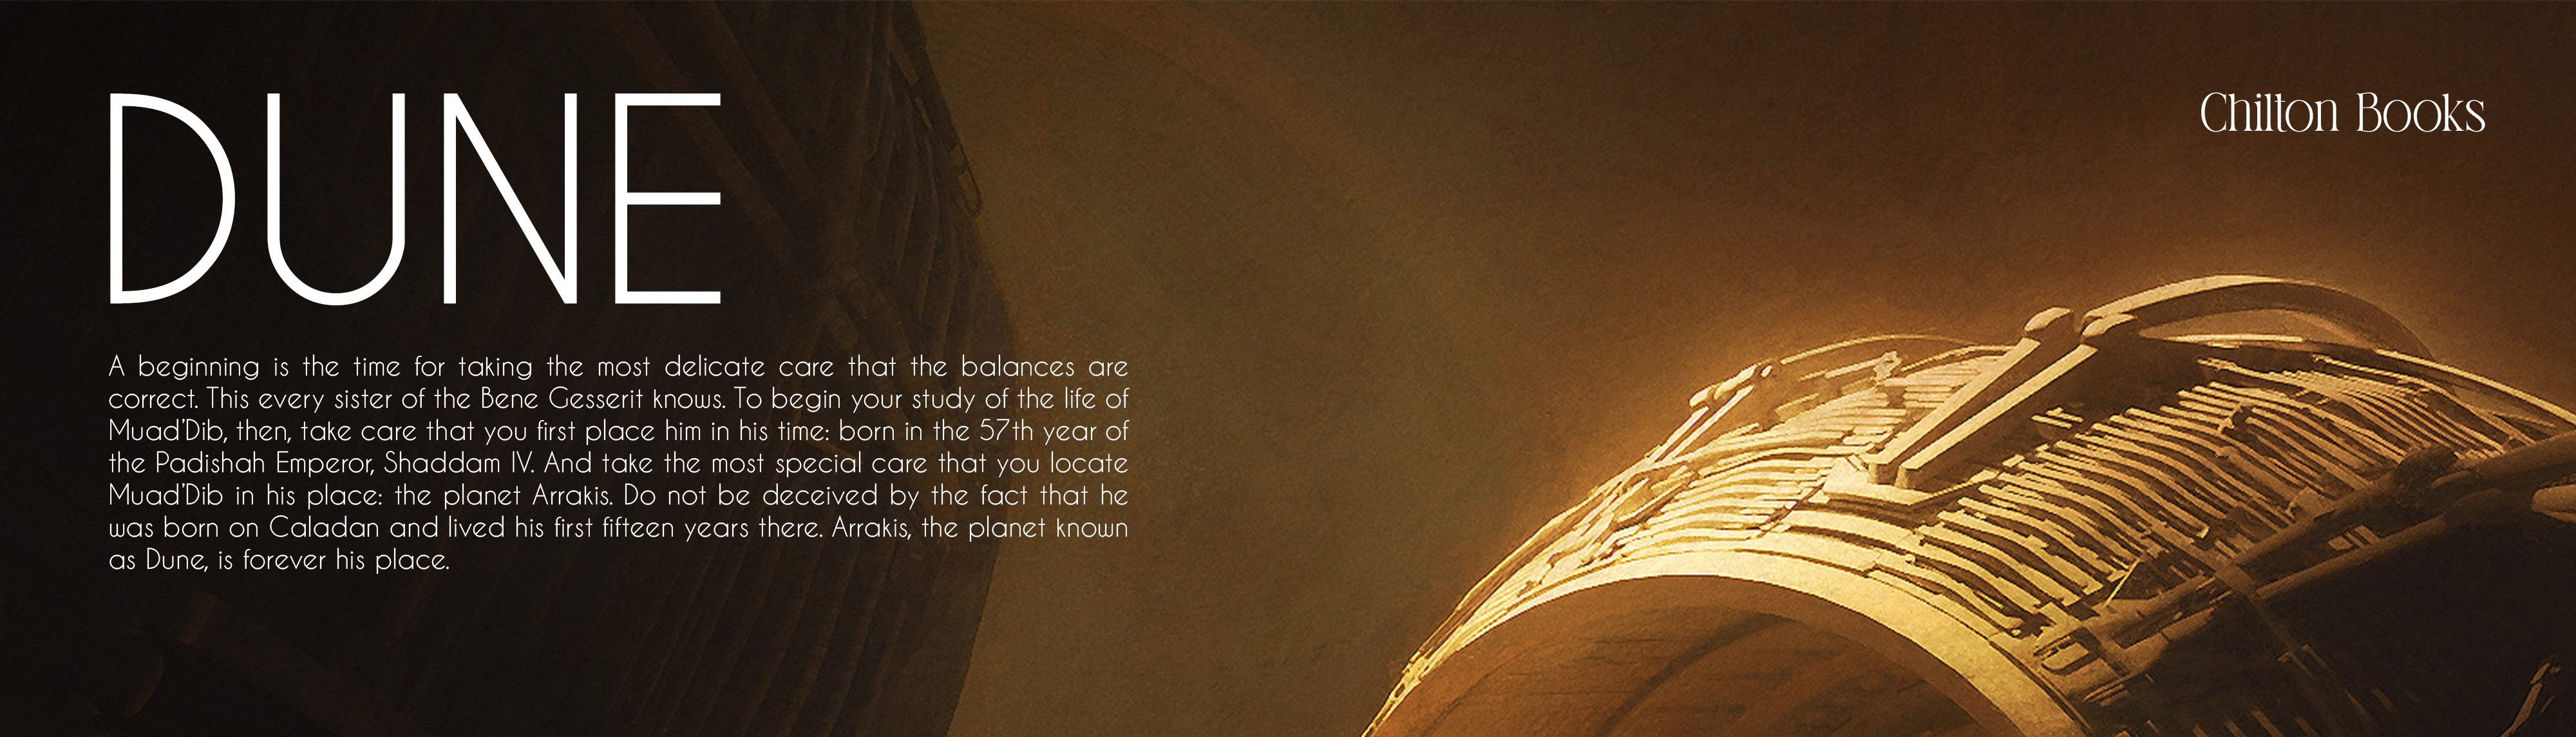 DUNE
Chilton Books
A beginning is the time for taking the most delicate care that the balances are
correct. This every sister of the Bene Gesserit knows. To begin your study of the life of
Muad'Dib, then, take care that you first place him in his time: born in the 57th year of
the Padishah Emperor, Shaddam IV. And take the most special care that you locate
Muad'Dib in his place: the planet Arrakis. Do not be deceived by the fact that he
was born on Caladan and lived his first fifteen years there. Arrakis, the planet known
as Dune, is forever his place.